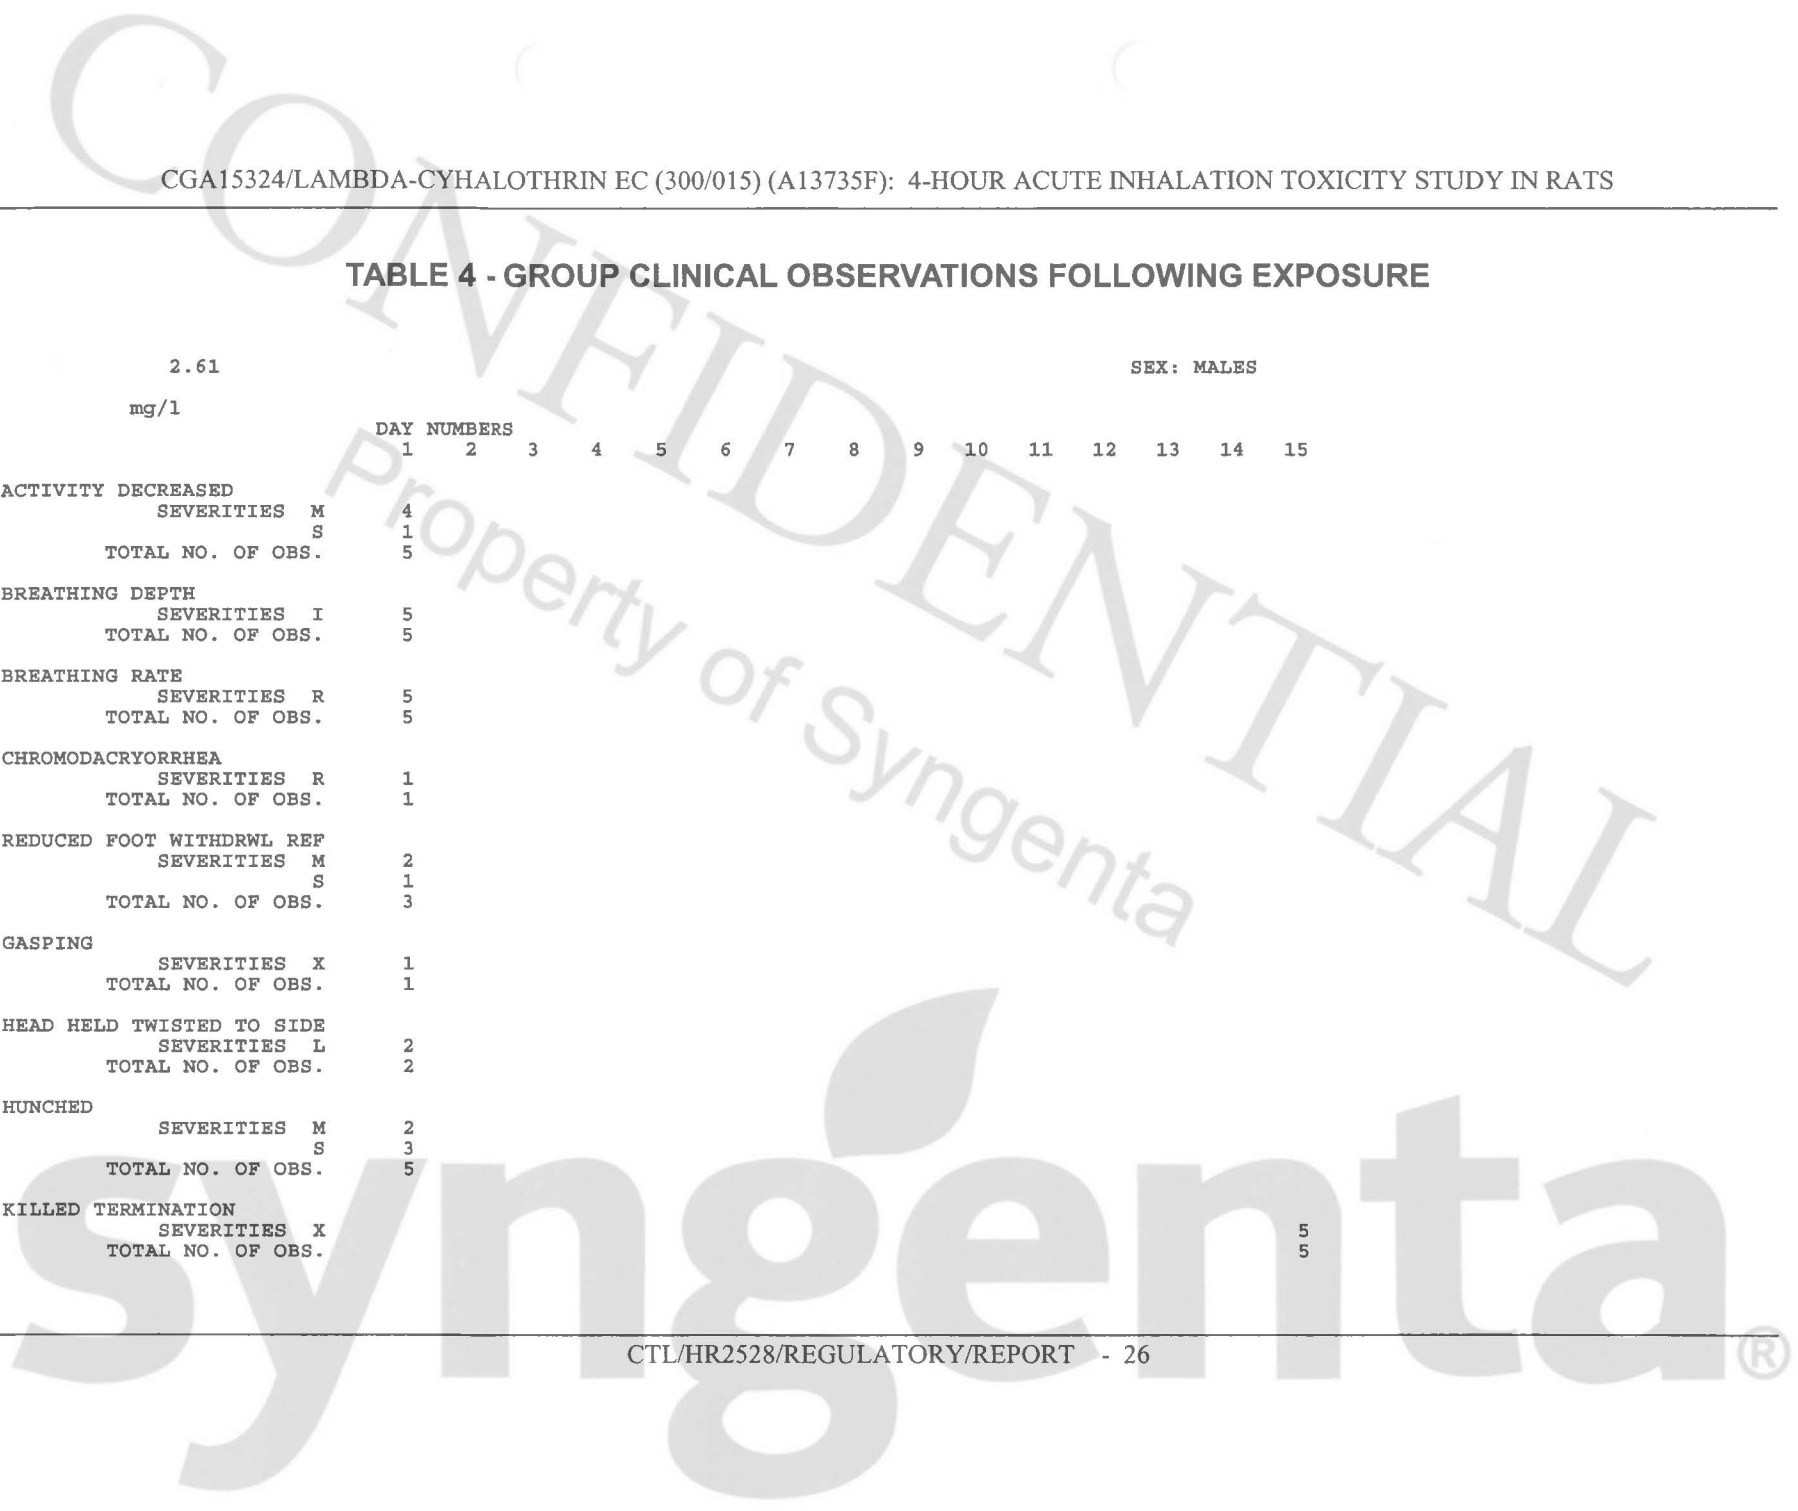 CONFIDENTIAL
Property of Syngenta
CGA15324/LAMBDA-CYHALOTHRIN EC (300/015) (A13735F): 4-HOUR ACUTE INHALATION TOXICITY STUDY IN RATS
TABLE 4 - GROUP CLINICAL OBSERVATIONS FOLLOWING EXPOSURE
2.61 SEX: MALES
mg/l
DAY NUMBERS
1 2 3 4 5 6 7 8 9 10 11 12 13 14 15
ACTIVITY DECREASED
SEVERITIES M 4
S 1
TOTAL NO. OF OBS. 5
BREATHING DEPTH
SEVERITIES I 5
TOTAL NO. OF OBS. 5
BREATHING RATE
SEVERITIES R 5
TOTAL NO. OF OBS. 5
CHROMODACRYORRHEA
SEVERITIES R 1
TOTAL NO. OF OBS. 1
REDUCED FOOT WITHDRWL REF
SEVERITIES M 2
S 1
TOTAL NO. OF OBS. 3
GASPING
SEVERITIES X 1
TOTAL NO. OF OBS. 1
HEAD HELD TWISTED TO SIDE
SEVERITIES L 2
TOTAL NO. OF OBS. 2
HUNCHED
SEVERITIES M 2
S 3
TOTAL NO. OF OBS. 5
KILLED TERMINATION
SEVERITIES X 5
TOTAL NO. OF OBS. 5
syngenta®
CTL/HR2528/REGULATORY/REPORT - 26